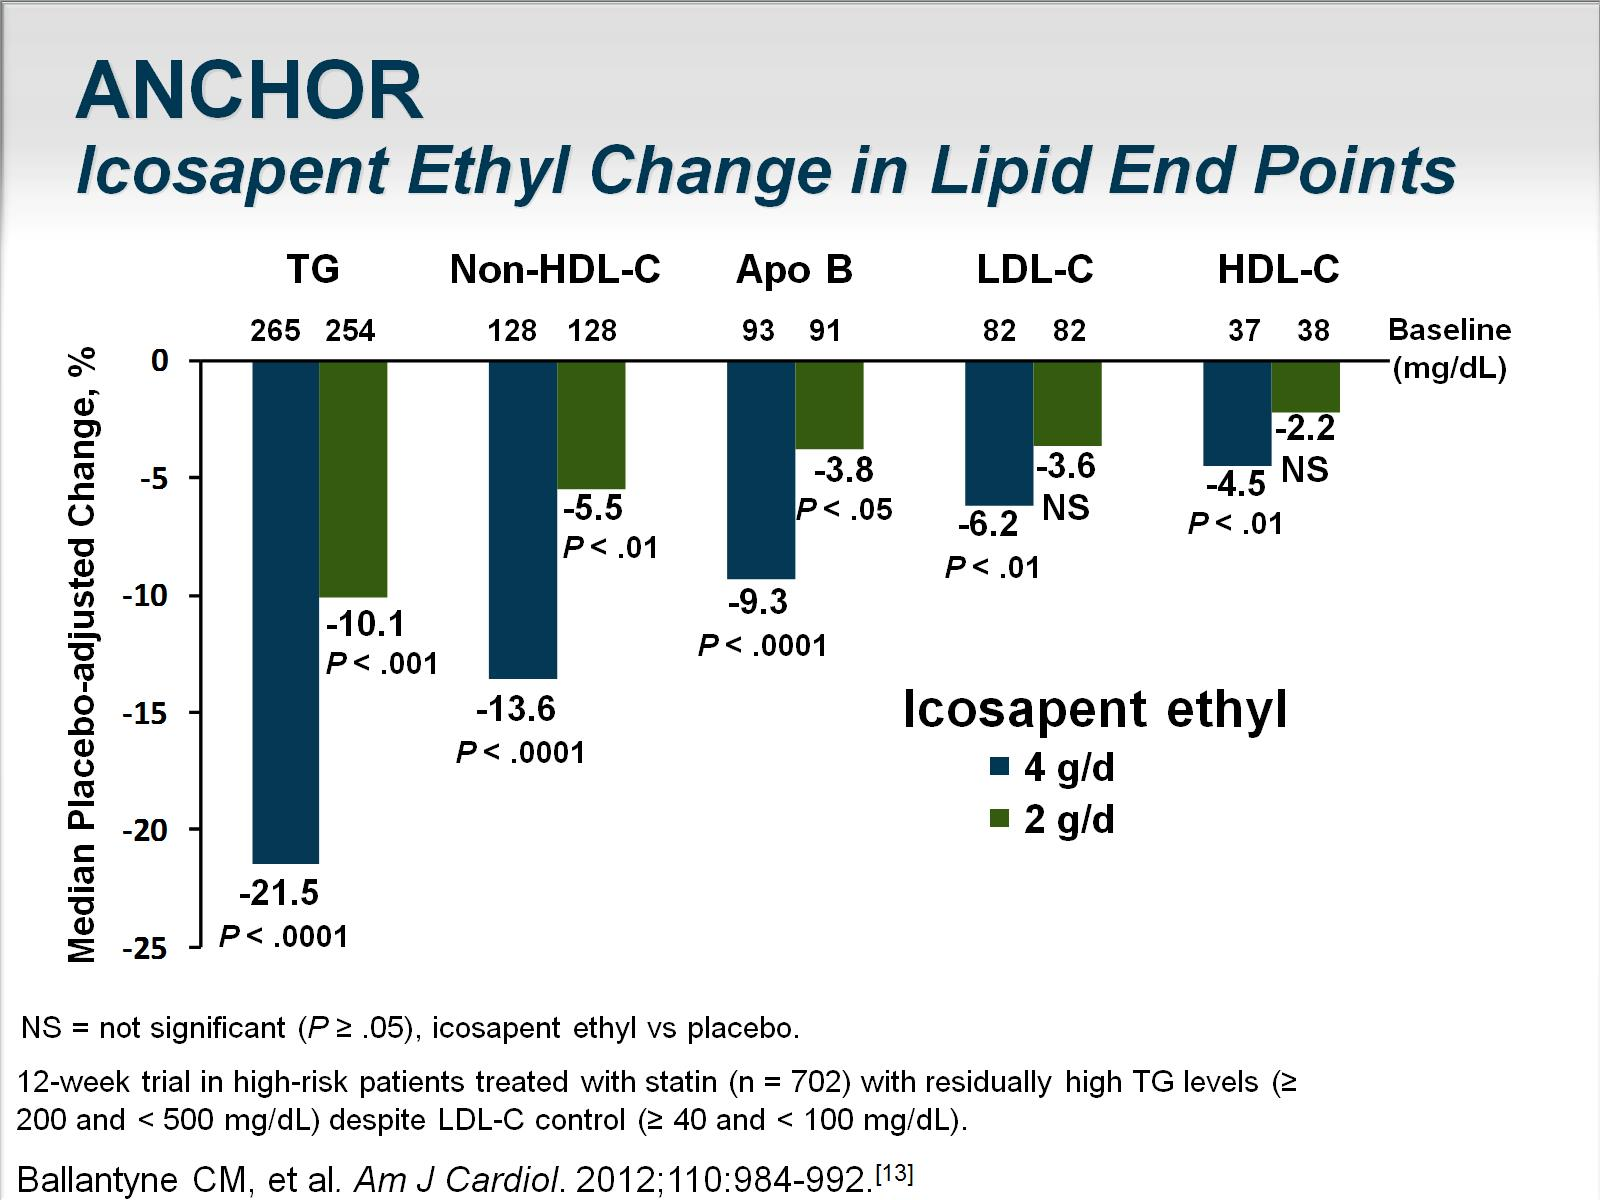 ANCHOR
Icosapent Ethyl Change in Lipid End Points
TG Non-HDL-C Apo B LDL-C HDL-C
265 254 128 128 93 91 82 82 37 38 Baseline
(mg/dL)
Median Placebo-adjusted Change, %
0
-5
-10
-15
-20
-25
-21.5
P < .0001
-10.1
P < .001
-13.6
P < .0001
-5.5
P < .01
-9.3
P < .0001
-3.8
P < .05
-6.2
P < .01
-3.6
NS
-4.5
P < .01
-2.2
NS
Icosapent ethyl
4 g/d
2 g/d
NS = not significant (P ≥ .05), icosapent ethyl vs placebo.
12-week trial in high-risk patients treated with statin (n = 702) with residually high TG levels (≥
200 and < 500 mg/dL) despite LDL-C control (≥ 40 and < 100 mg/dL).
Ballantyne CM, et al. Am J Cardiol. 2012;110:984-992.[13]